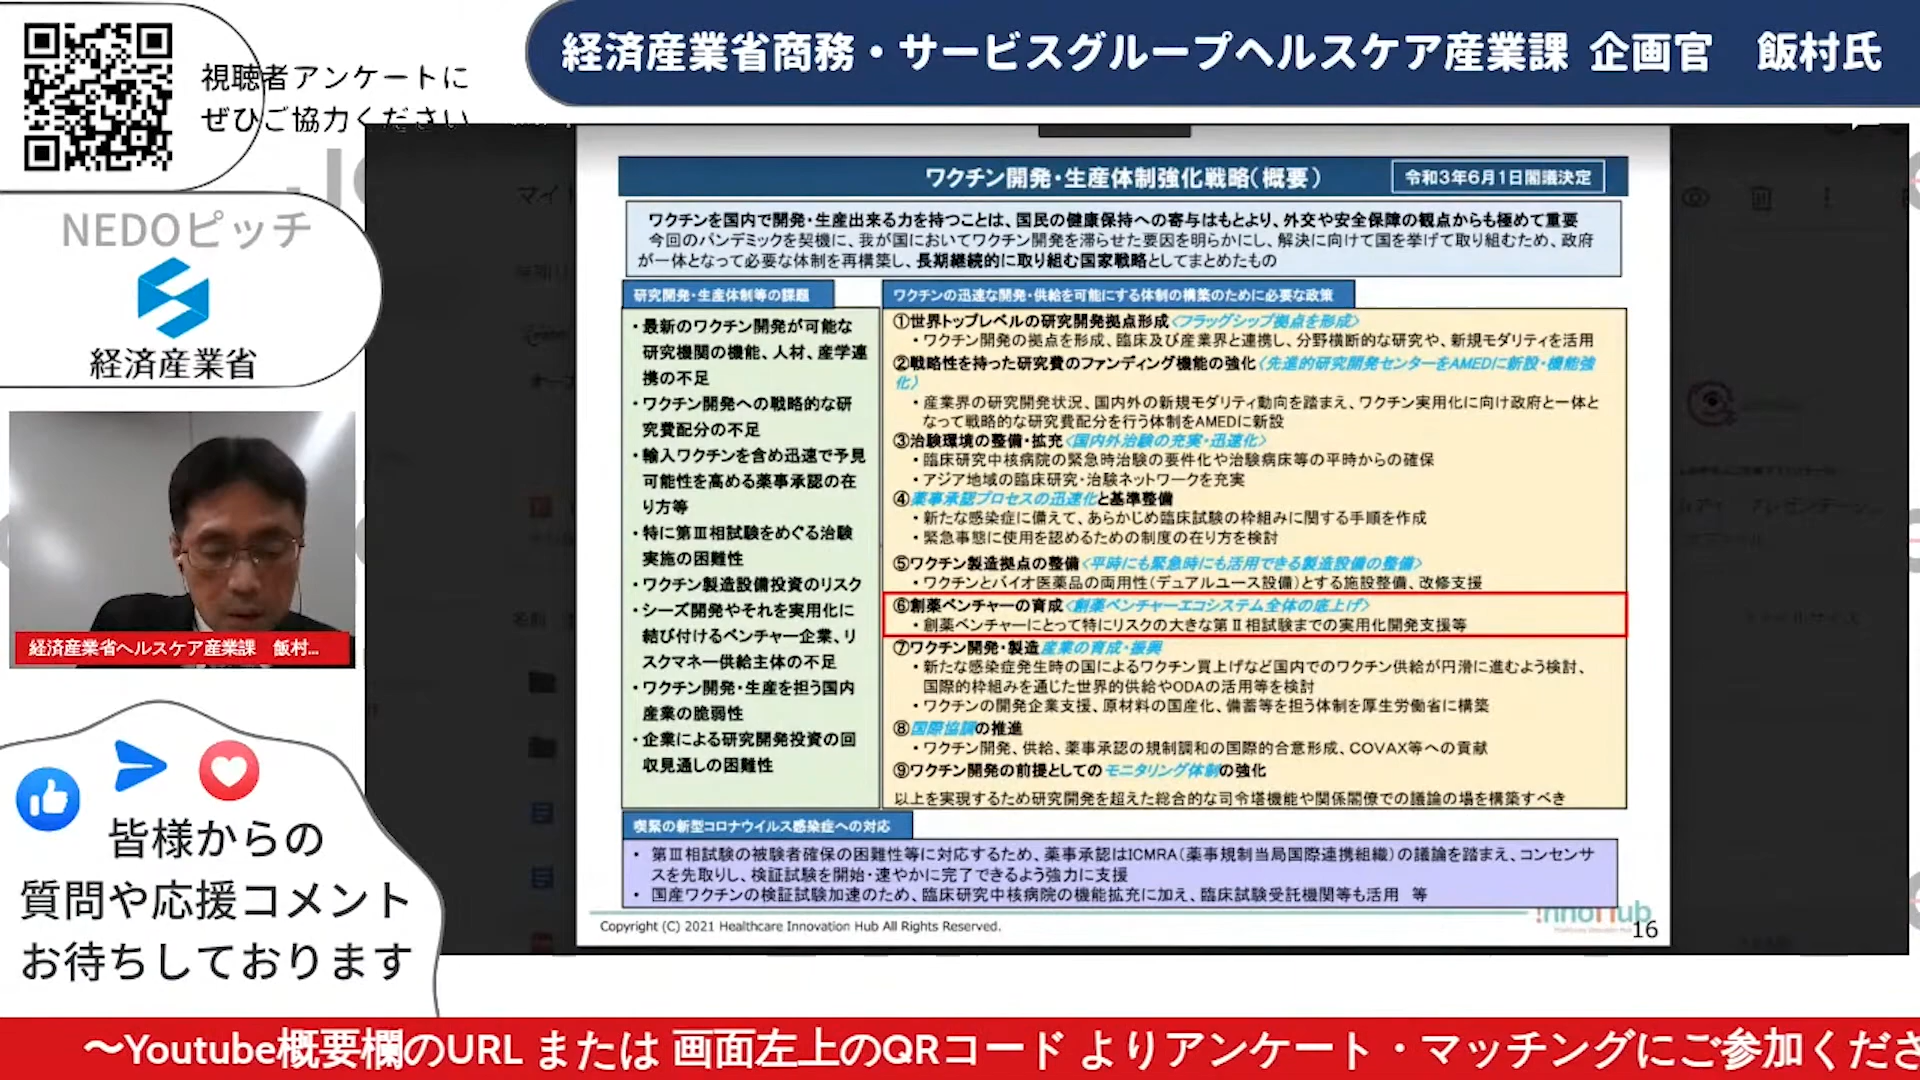 経済産業省商務・サービスグループヘルスケア産業課 企画官　飯村氏
視聴者アンケートに
ぜひご協力ください
NEDOピッチ
経済産業省
経済産業省ヘルスケア産業課　飯村...
皆様からの
質問や応援コメント
お待ちしております
ワクチン開発・生産体制強化戦略（概要）
令和3年6月1日閣議決定
ワクチンを国内で開発・生産出来る力を持つことは、国民の健康保持への寄与はもとより、外交や安全保障の観点からも極めて重要
今回のパンデミックを契機に、我が国においてワクチン開発を滞らせた要因を明らかにし、解決に向けて国を挙げて取り組むため、政府
が一体となって必要な体制を再構築し、長期継続的に取り組む国家戦略としてまとめたもの
研究開発・生産体制等の課題
・最新のワクチン開発が可能な
研究機関の機能、人材、産学連
携の不足
・ワクチン開発への戦略的な研
究費配分の不足
・輸入ワクチンを含め迅速で予見
可能性を高める薬事承認の在
り方等
・特に第Ⅲ相試験をめぐる治験
実施の困難性
・ワクチン製造設備投資のリスク
・シーズ開発やそれを実用化に
結び付けるベンチャー企業、リ
スクマネー供給主体の不足
・ワクチン開発・生産を担う国内
産業の脆弱性
・企業による研究開発投資の回
収見通しの困難性
ワクチンの迅速な開発・供給を可能にする体制の構築のために必要な政策
①世界トップレベルの研究開発拠点形成〈フラッグシップ拠点を形成〉
・ワクチン開発の拠点を形成、臨床及び産業界と連携し、分野横断的な研究や、新規モダリティを活用
②戦略性を持った研究費のファンディング機能の強化〈先進的研究開発センターをAMEDに新設・機能強
化〉
・産業界の研究開発状況、国内外の新規モダリティ動向を踏まえ、ワクチン実用化に向け政府と一体と
なって戦略的な研究費配分を行う体制をAMEDに新設
③治験環境の整備・拡充〈国内外治験の充実・迅速化〉
・臨床研究中核病院の緊急時治験の要件化や治験病床等の平時からの確保
・アジア地域の臨床研究・治験ネットワークを充実
④薬事承認プロセスの迅速化と基準整備
・新たな感染症に備えて、あらかじめ臨床試験の枠組みに関する手順を作成
・緊急事態に使用を認めるための制度の在り方を検討
⑤ワクチン製造拠点の整備〈平時にも緊急時にも活用できる製造設備の整備〉
・ワクチンとバイオ医薬品の両用性（デュアルユース設備）とする施設整備、改修支援
⑥創薬ベンチャーの育成〈創薬ベンチャーエコシステム全体の底上げ〉
・創薬ベンチャーにとって特にリスクの大きな第Ⅱ相試験までの実用化開発支援等
⑦ワクチン開発・製造産業の育成・振興
・新たな感染症発生時の国によるワクチン買上げなど国内でのワクチン供給が円滑に進むよう検討、
国際的枠組みを通じた世界的供給やODAの活用等を検討
・ワクチンの開発企業支援、原材料の国産化、備蓄等を担う体制を厚生労働省に構築
⑧国際協調の推進
・ワクチン開発、供給、薬事承認の規制調和の国際的合意形成、COVAX等への貢献
⑨ワクチン開発の前提としてのモニタリング体制の強化
以上を実現するため研究開発を超えた総合的な司令塔機能や関係閣僚での議論の場を構築すべき
喫緊の新型コロナウイルス感染症への対応
・ 第Ⅲ相試験の被験者確保の困難性等に対応するため、薬事承認はICMRA（薬事規制当局国際連携組織）の議論を踏まえ、コンセンサ
スを先取りし、検証試験を開始・速やかに完了できるよう強力に支援
・ 国産ワクチンの検証試験加速のため、臨床研究中核病院の機能拡充に加え、臨床試験受託機関等も活用　等
Copyright (C) 2021 Healthcare Innovation Hub All Rights Reserved.
InnoHub
16
～Youtube概要欄のURL または 画面左上のQRコード よりアンケート・マッチングにご参加くださ